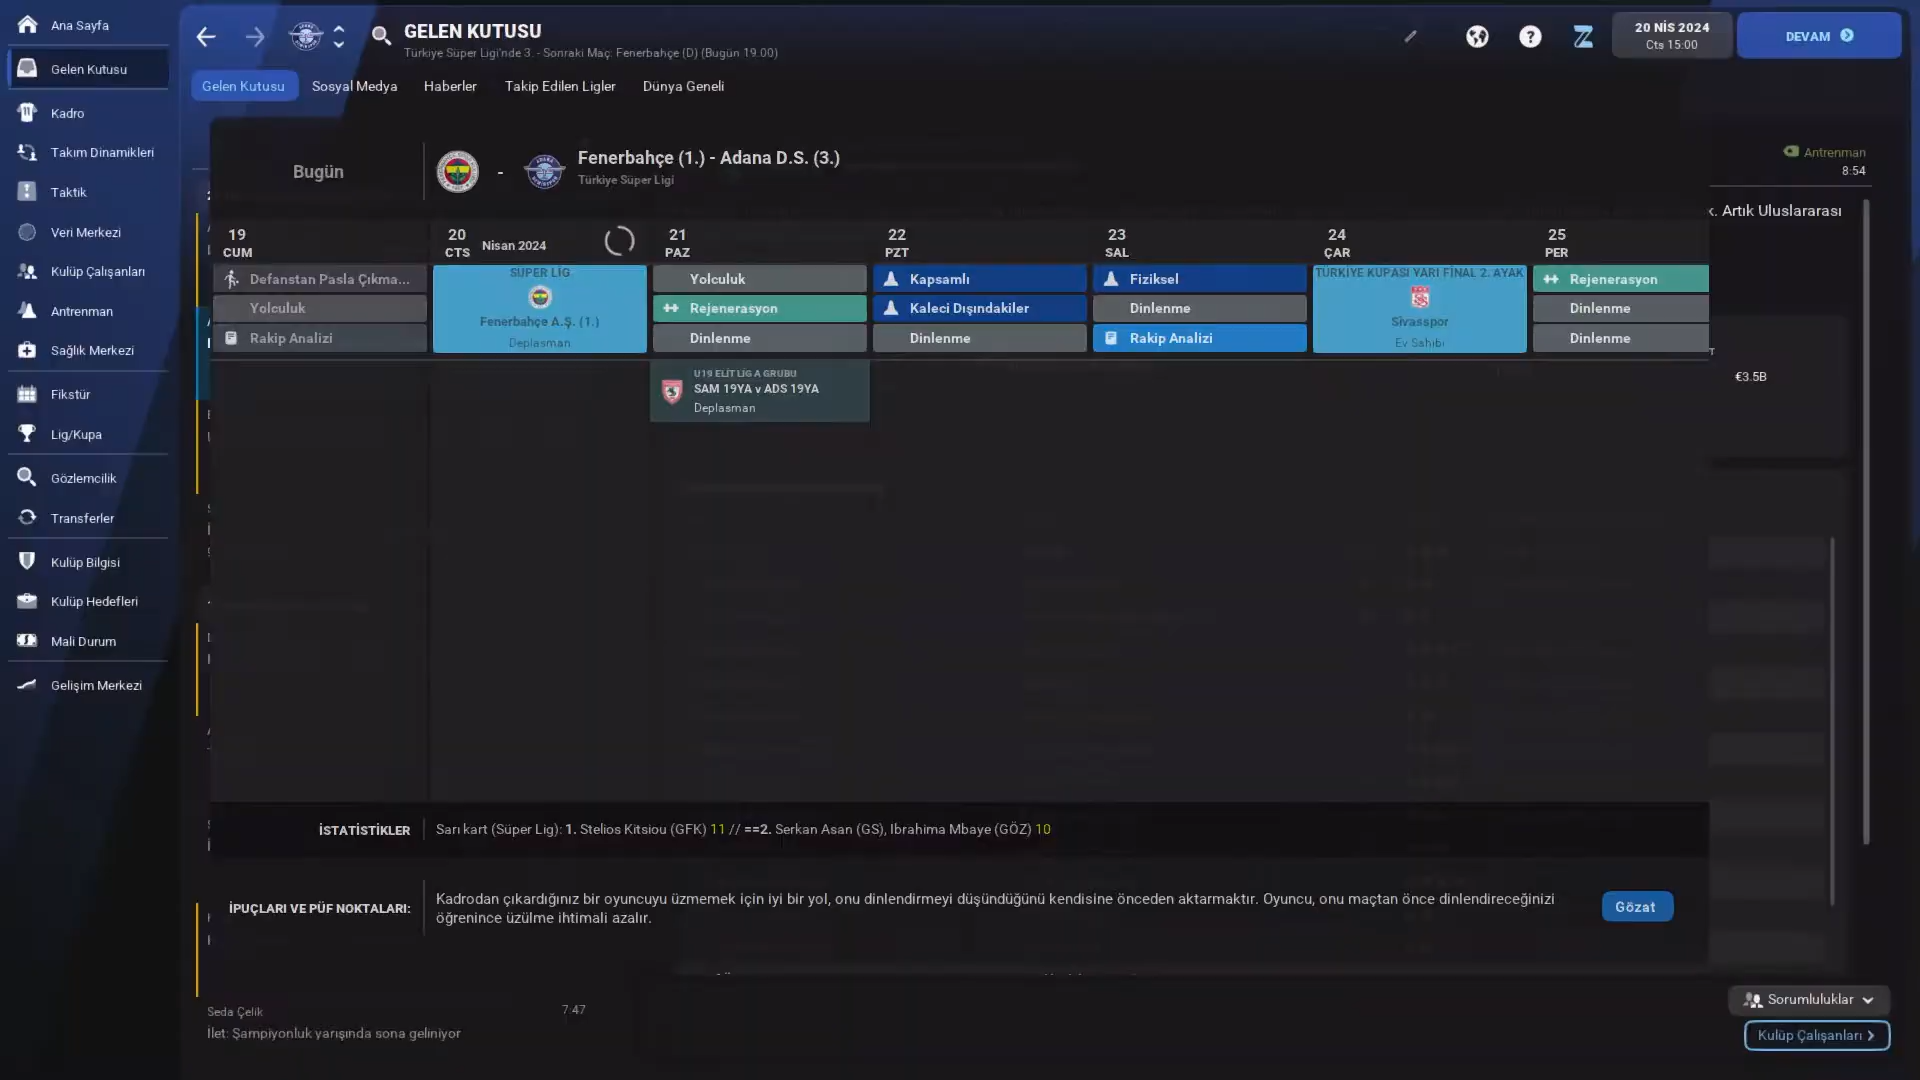 Ana Sayfa
Gelen Kutusu
Kadro
Takım Dinamikleri
Taktik
Veri Merkezi
Kulüp Çalışanları
Antrenman
Sağlık Merkezi
Fikstür
Lig/Kupa
Gözlemcilik
Transferler
Kulüp Bilgisi
Kulüp Hedefleri
Mali Durum
Gelişim Merkezi
GELEN KUTUSU
Türkiye Süper Ligi'nde 3. - Sonraki Maç: Fenerbahçe (D) (Bugün 19.00)
20 NİS 2024
Cts 15:00
DEVAM
Gelen Kutusu
Sosyal Medya
Haberler
Takip Edilen Ligler
Dünya Geneli
Bugün
-
Fenerbahçe (1.) - Adana D.S. (3.)
Türkiye Süper Ligi
Antrenman
8:54
k. Artık Uluslararası
€3.5B
19
CUM
Defanstan Pasla Çıkma...
Yolculuk
Rakip Analizi
20
CTS
Nisan 2024
SÜPER LİG
Fenerbahçe A.Ş. (1.)
Deplasman
21
PAZ
Yolculuk
Rejenerasyon
Dinlenme
U19 ELİT LİG A GRUBU
SAM 19YA v ADS 19YA
Deplasman
22
PZT
Kapsamlı
Kaleci Dışındakiler
Dinlenme
23
SAL
Fiziksel
Dinlenme
Rakip Analizi
24
ÇAR
TÜRKİYE KUPASI YARI FİNAL 2. AYAK
Sivasspor
Ev Sahibi
25
PER
Rejenerasyon
Dinlenme
Dinlenme
İSTATİSTİKLER
Sarı kart (Süper Lig): 1. Stelios Kitsiou (GFK) 11 // ==2. Serkan Asan (GS), Ibrahima Mbaye (GÖZ) 10
İPUÇLARI VE PÜF NOKTALARI:
Kadrodan çıkardığınız bir oyuncuyu üzmemek için iyi bir yol, onu dinlendirmeyi düşündüğünü kendisine önceden aktarmaktır. Oyuncu, onu maçtan önce dinlendireceğinizi
öğrenince üzülme ihtimali azalır.
Gözat
Seda Çelik
7:47
İlet: Şampiyonluk yarışında sona geliniyor
Sorumluluklar
Kulüp Çalışanları